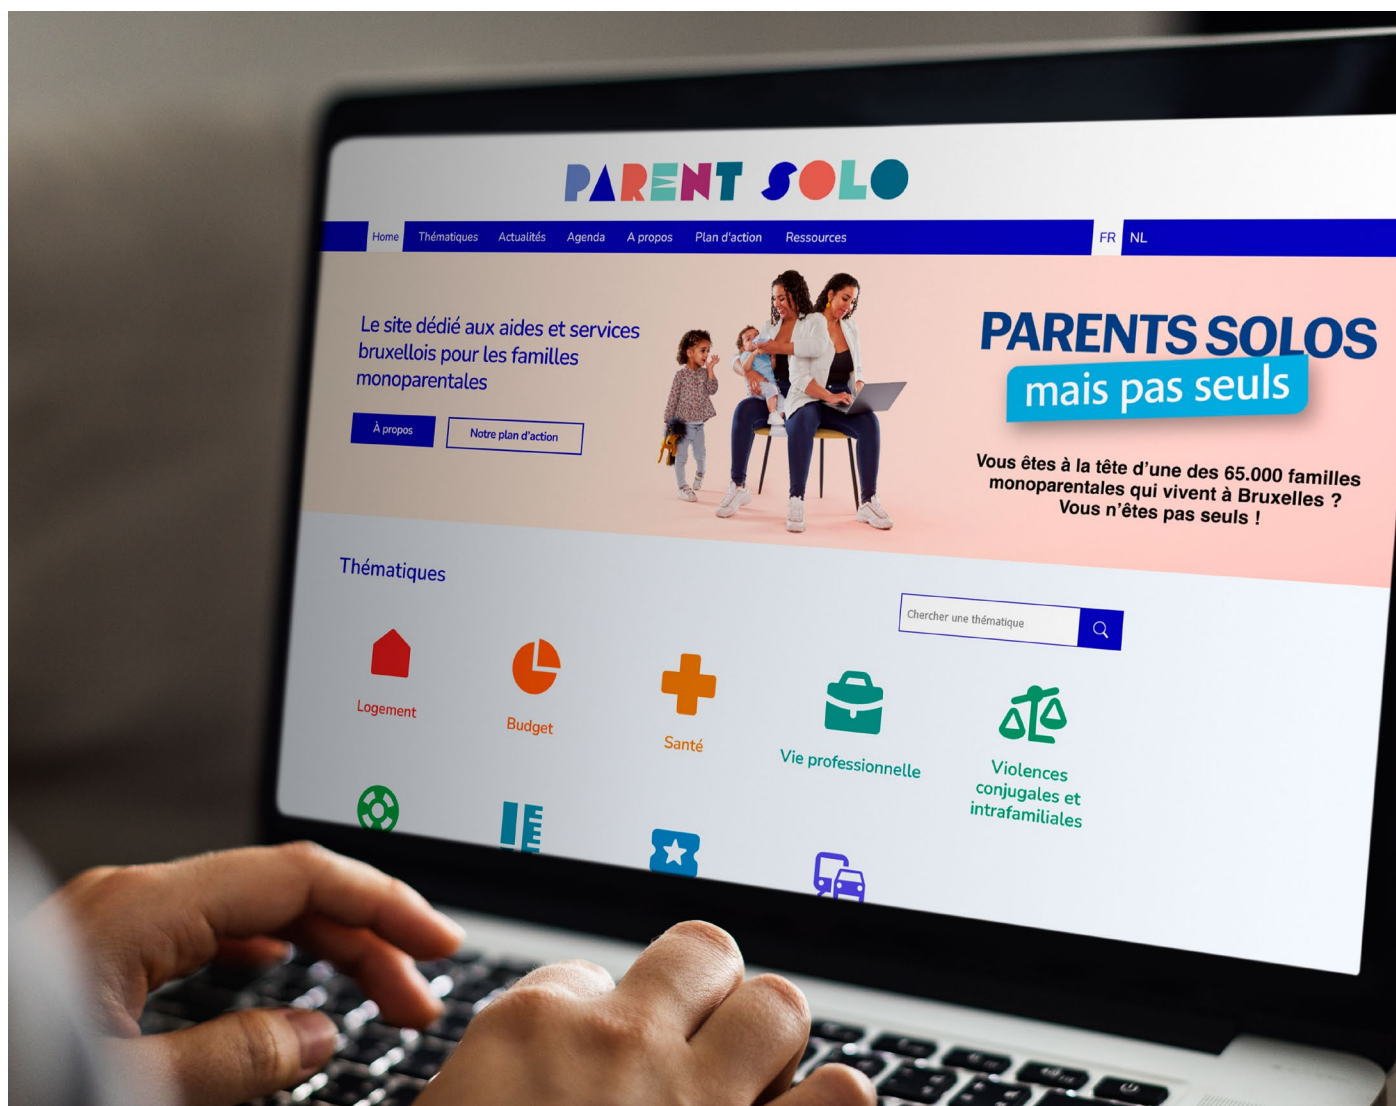 PARENT SOLO
Home Thématiques Actualités Agenda A propos Plan d'action Ressources FR NL
Le site dédié aux aides et services
bruxellois pour les familles
monoparentales
À propos Notre plan d'action
PARENTS SOLOS
mais pas seuls
Vous êtes à la tête d'une des 65.000 familles
monoparentales qui vivent à Bruxelles ?
Vous n'êtes pas seuls !
Thématiques
Chercher une thématique
Logement
Budget
Santé
Vie professionnelle
Violences
conjugales et
intrafamiliales